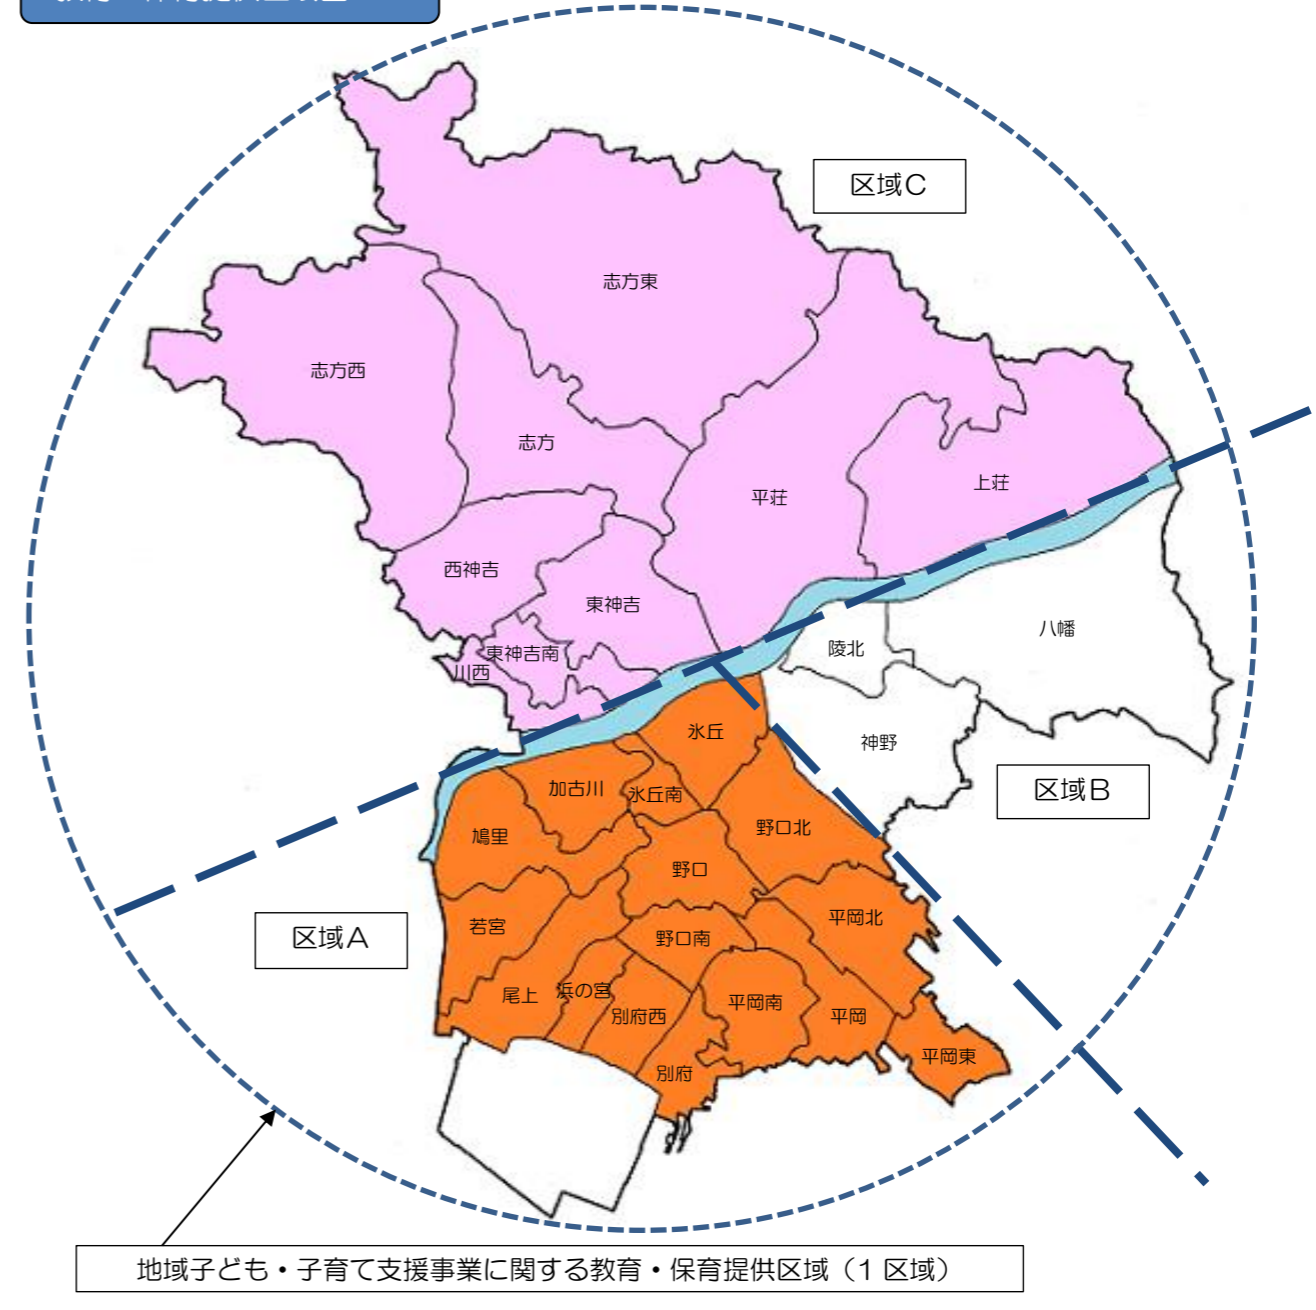 区域C
志方東
志方西
志方
上荘
平荘
西神吉
東神吉
八幡
陵北
東神吉南
川西
氷丘
神野
加古川
氷丘南
区域B
野口北
鳩里
野口
平岡北
若宮
区域A
野口南
尾上
浜の宮
別府西
平岡南
平岡
平岡東
別府
地域子ども・子育て支援事業に関する教育・保育提供区域(1区域)